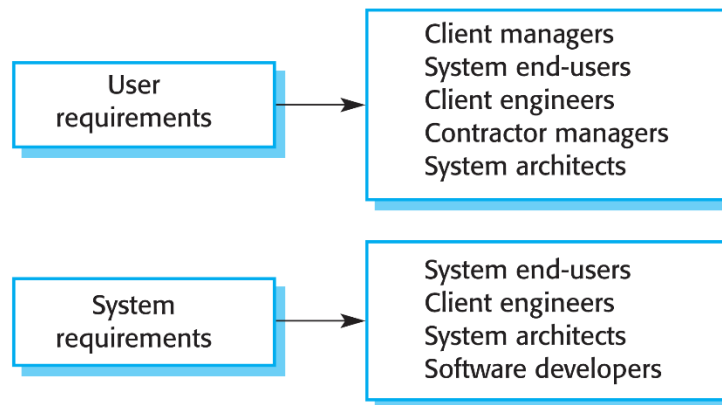 User
requirements
Client managers
System end-users
Client engineers
Contractor managers
System architects
System
requirements
System end-users
Client engineers
System architects
Software developers